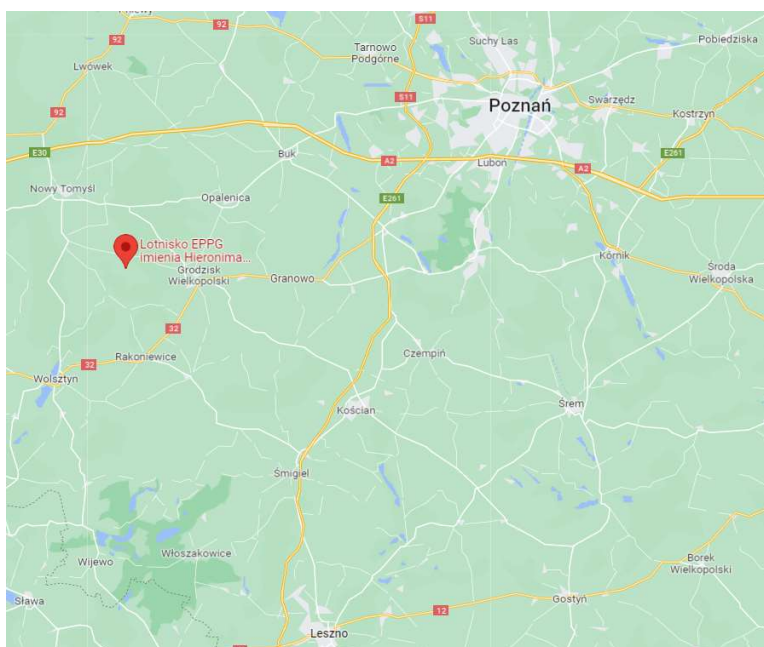 92
Suchy Las
Pobiedziska
Tarnowo
Podgórne
Lwówek
S11
92
S11
Poznań
Swarzędz
Kostrzyn
92
E30
Buk
A2
Luboń
A2
E261
Nowy Tomyśl
Opalenica
E261
Lotnisko EPPG
imienia Hieronima...
Grodzisk
Wielkopolski
Granowo
Kórnik
Środa
Wielkopolska
32
Rakoniewice
Czempiń
32
Wolsztyn
Kościan
Śrem
Śmigiel
Włoszakowice
Wijewo
Borek
Wielkopolski
Sława
Gostyń
12
Leszno